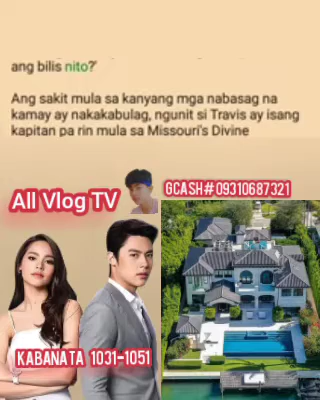 ang bilis nito?'
Ang sakit mula sa kanyang mga nabasag na
kamay ay nakakabulag, ngunit si Travis ay isang
kapitan pa rin mula sa Missouri's Divine
All Vlog TV
GCASH#09310687321
KABANATA 1031-1051